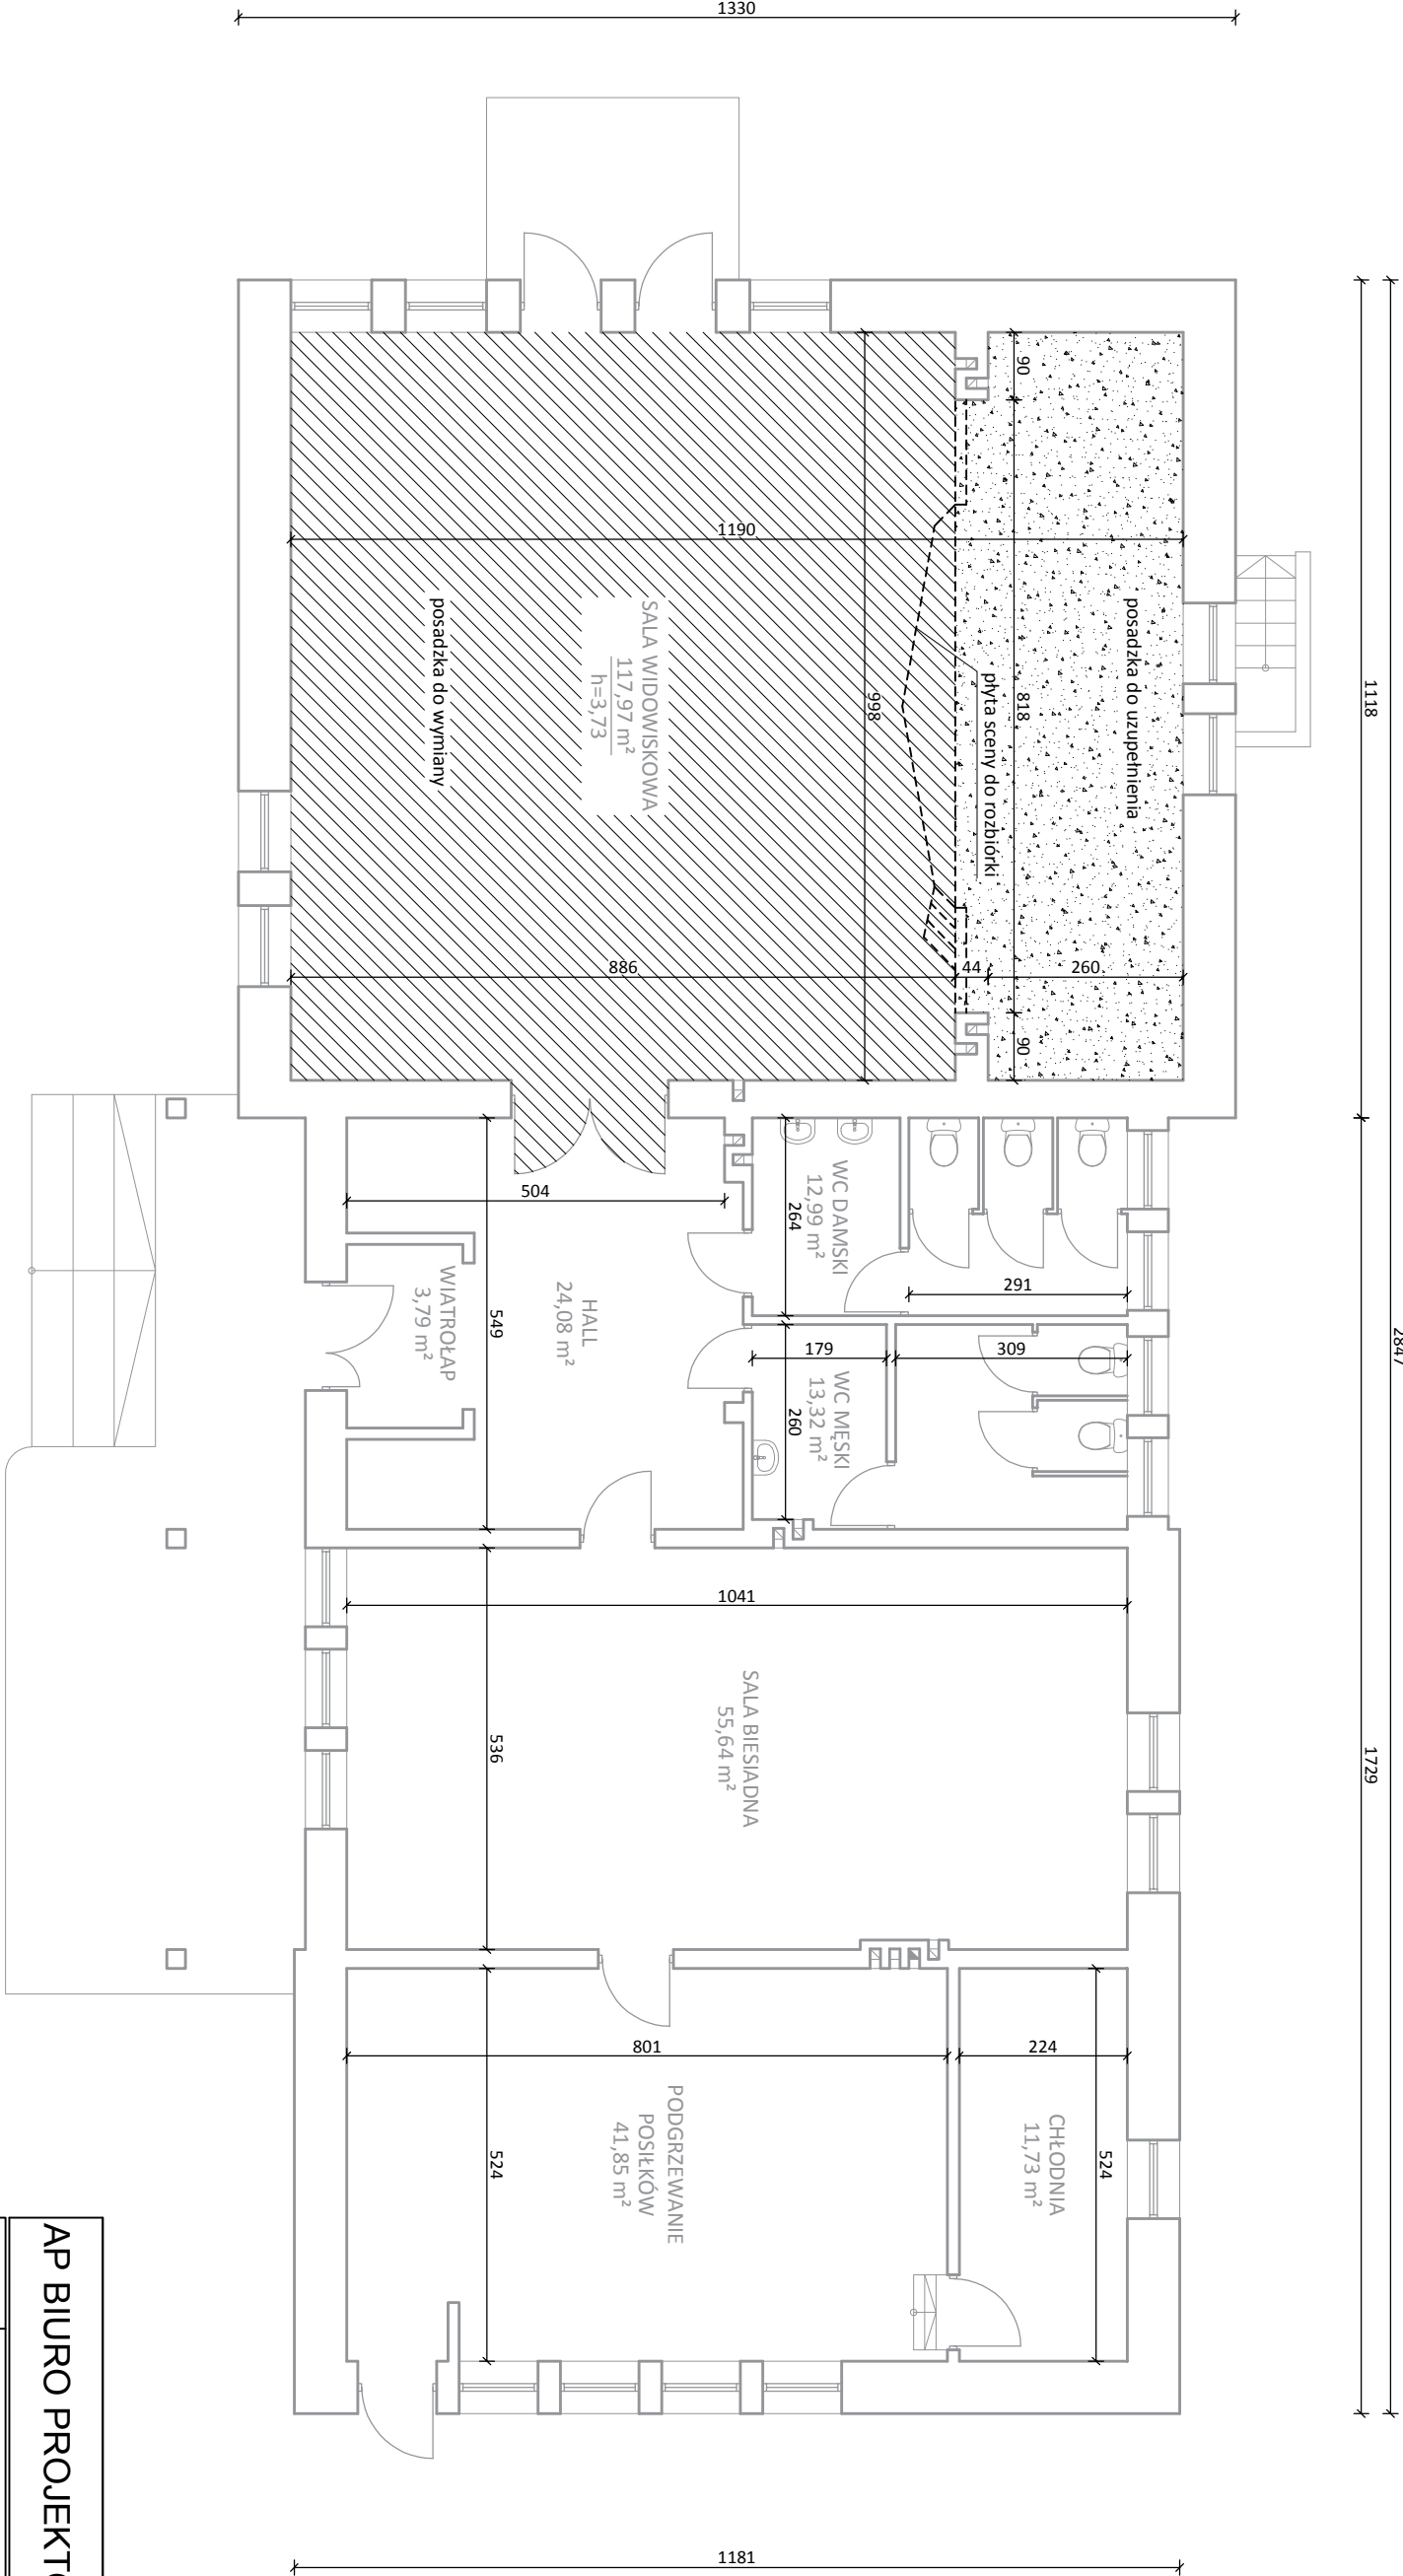 1330
1118
2847
1729
90
818
90
posadzka do uzupełnienia
płyta sceny do rozbiórki
998
1190
260
44
886
SALA WIDOWISKOWA
117,97 m²
h=3,73
posadzka do wymiany
WC DAMSKI
12,99 m²
264
291
WC MĘSKI
13,32 m²
260
179
309
504
HALL
24,08 m²
549
WIATROŁAP
3,79 m²
1041
SALA BIESIADNA
55,64 m²
536
801
224
CHŁODNIA
11,73 m²
524
PODGRZEWANIE
POSIŁKÓW
41,85 m²
524
1181
AP BIURO PROJEKTO